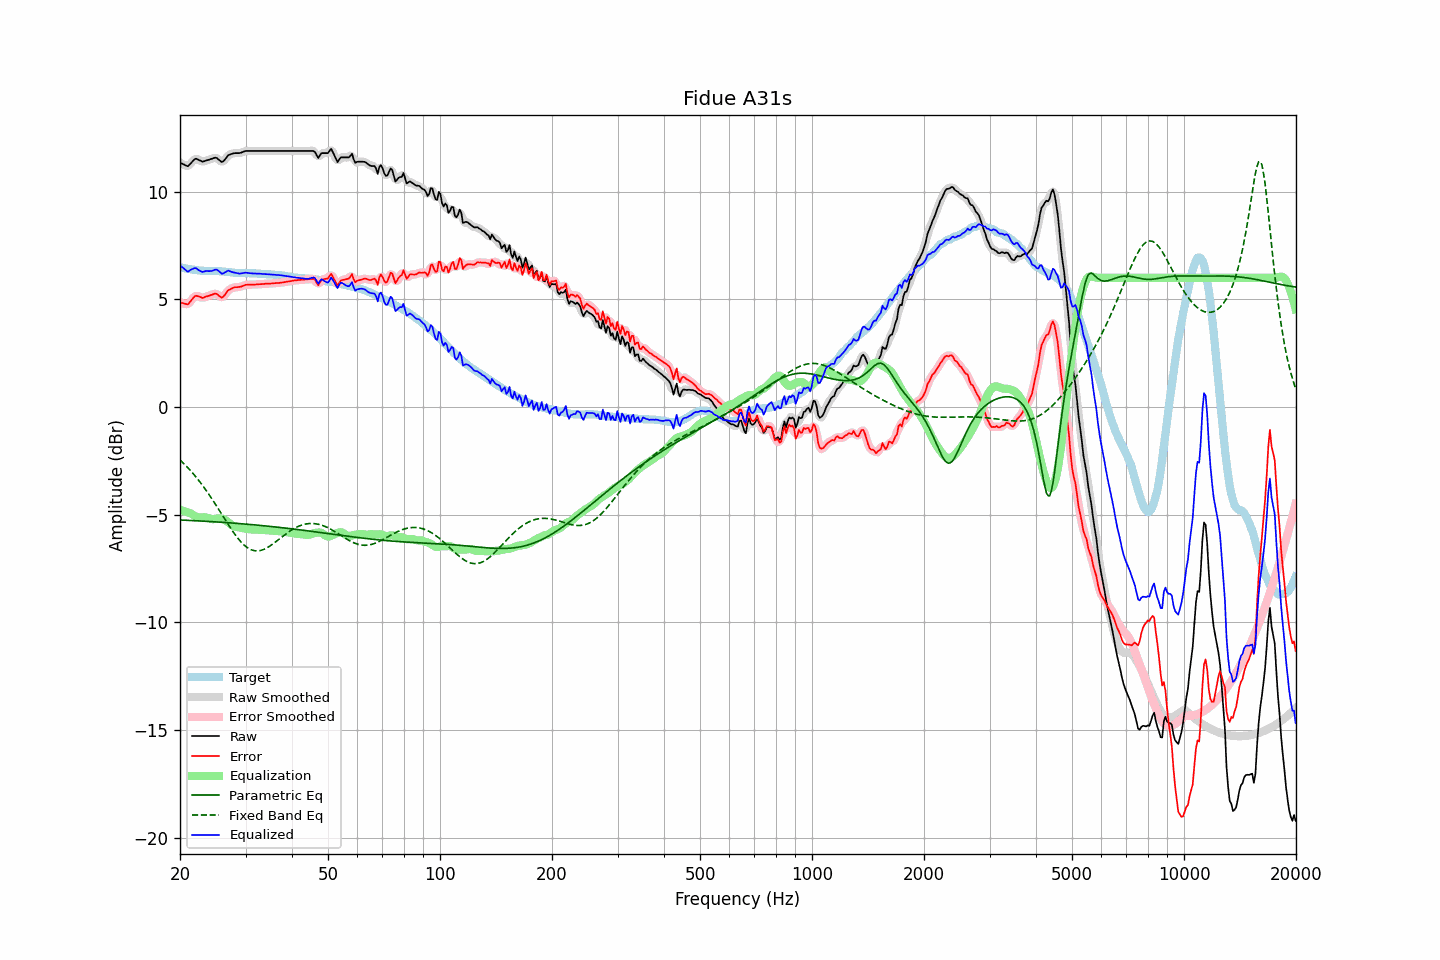 Fidue A31s
Amplitude (dBr)
10
5
0
−5
−10
−15
−20
Target
Raw Smoothed
Error Smoothed
Raw
Error
Equalization
Parametric Eq
Fixed Band Eq
Equalized
20 50 100 200 500 1000 2000 5000 10000 20000
Frequency (Hz)